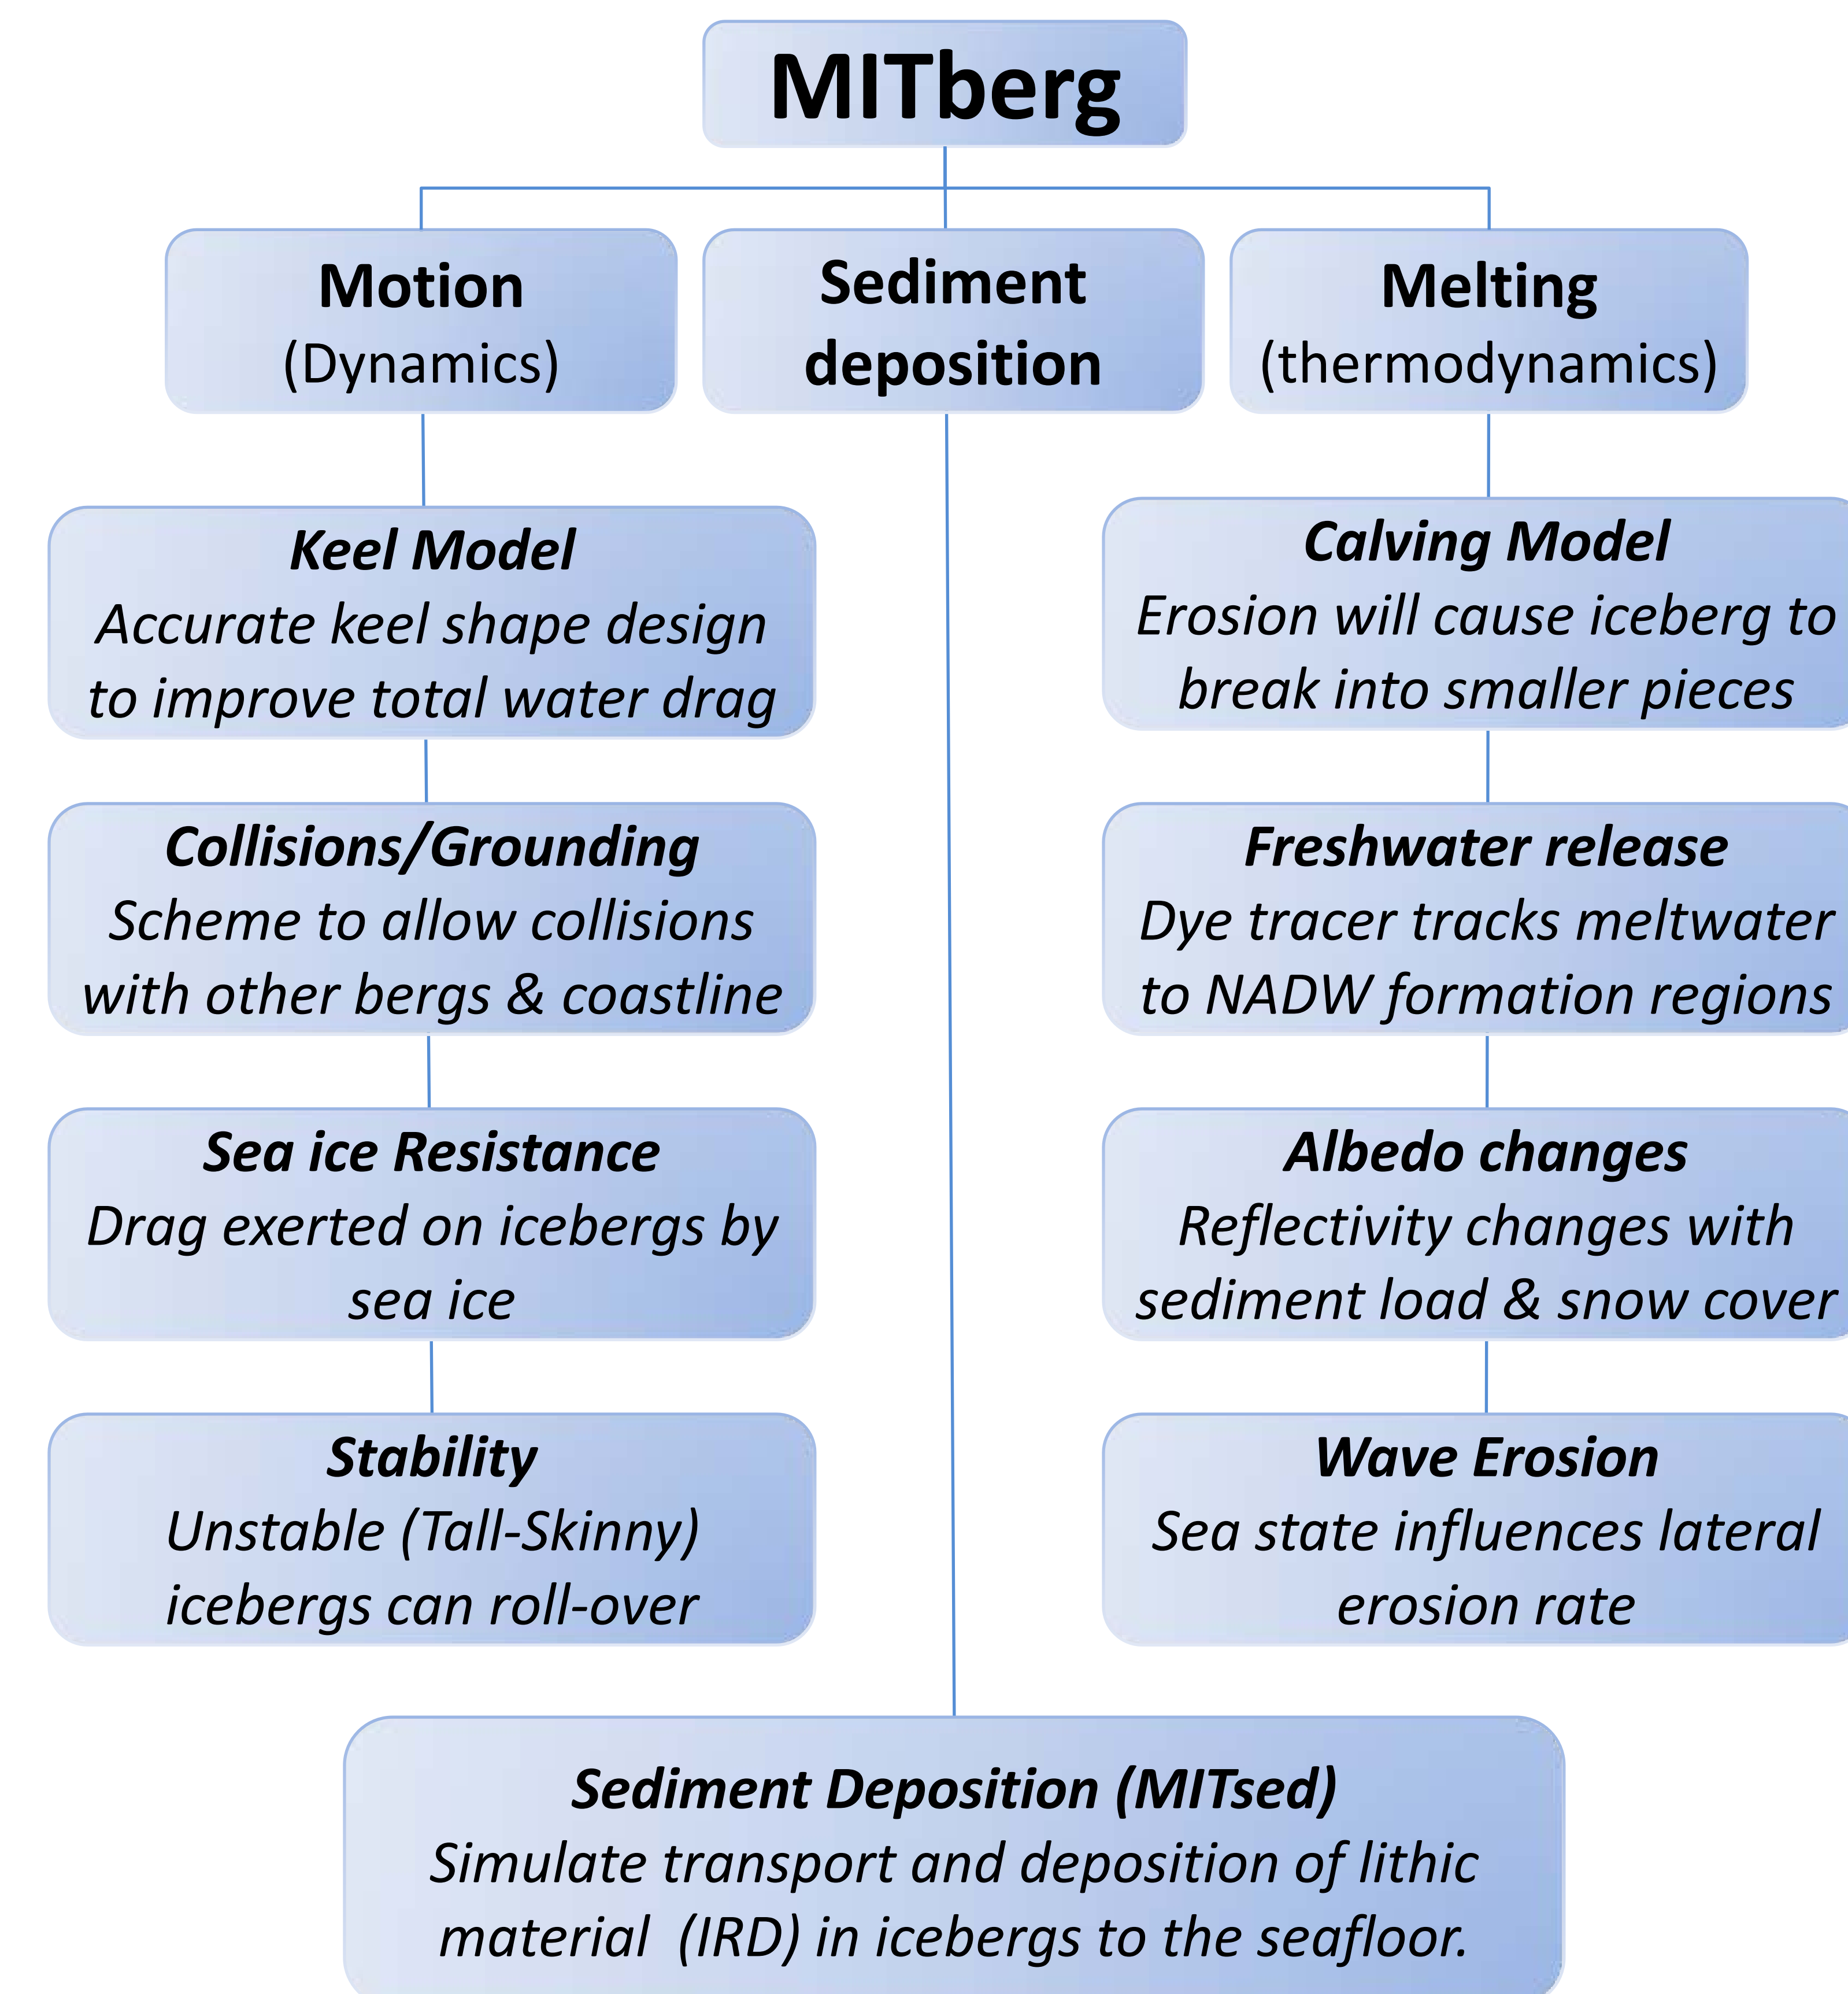 MITberg
Motion
(Dynamics)
Sediment
deposition
Melting
(thermodynamics)
Keel Model
Accurate keel shape design
to improve total water drag
Collisions/Grounding
Scheme to allow collisions
with other bergs & coastline
Sea ice Resistance
Drag exerted on icebergs by
sea ice
Stability
Unstable (Tall-Skinny)
icebergs can roll-over
Calving Model
Erosion will cause iceberg to
break into smaller pieces
Freshwater release
Dye tracer tracks meltwater
to NADW formation regions
Albedo changes
Reflectivity changes with
sediment load & snow cover
Wave Erosion
Sea state influences lateral
erosion rate
Sediment Deposition (MITsed)
Simulate transport and deposition of lithic
material (IRD) in icebergs to the seafloor.